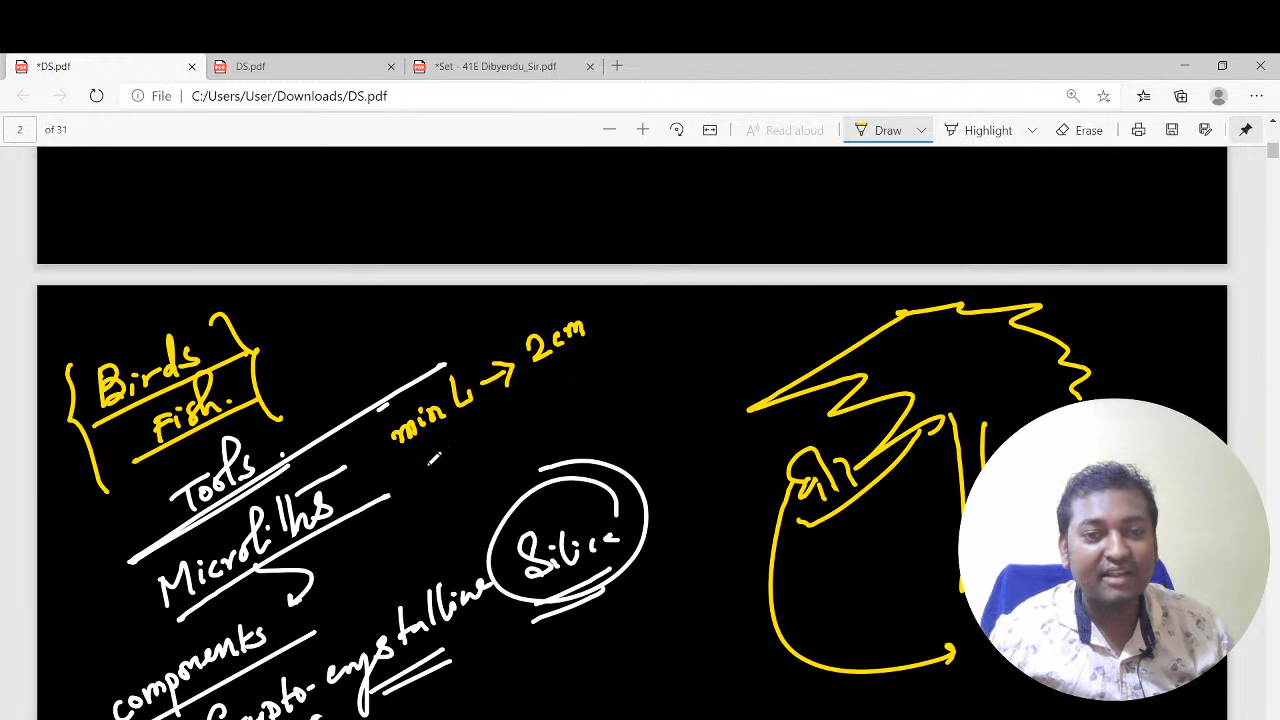 *DS.pdf
DS.pdf
*Set - 41E Dibyendu_Sir.pdf
File C:/Users/User/Downloads/DS.pdf
2 of 31
Read aloud Draw Highlight Erase
Birds
Fish.
Tools.
min L → 2cm
Microliths
Silica
components
Crypto-crystalline